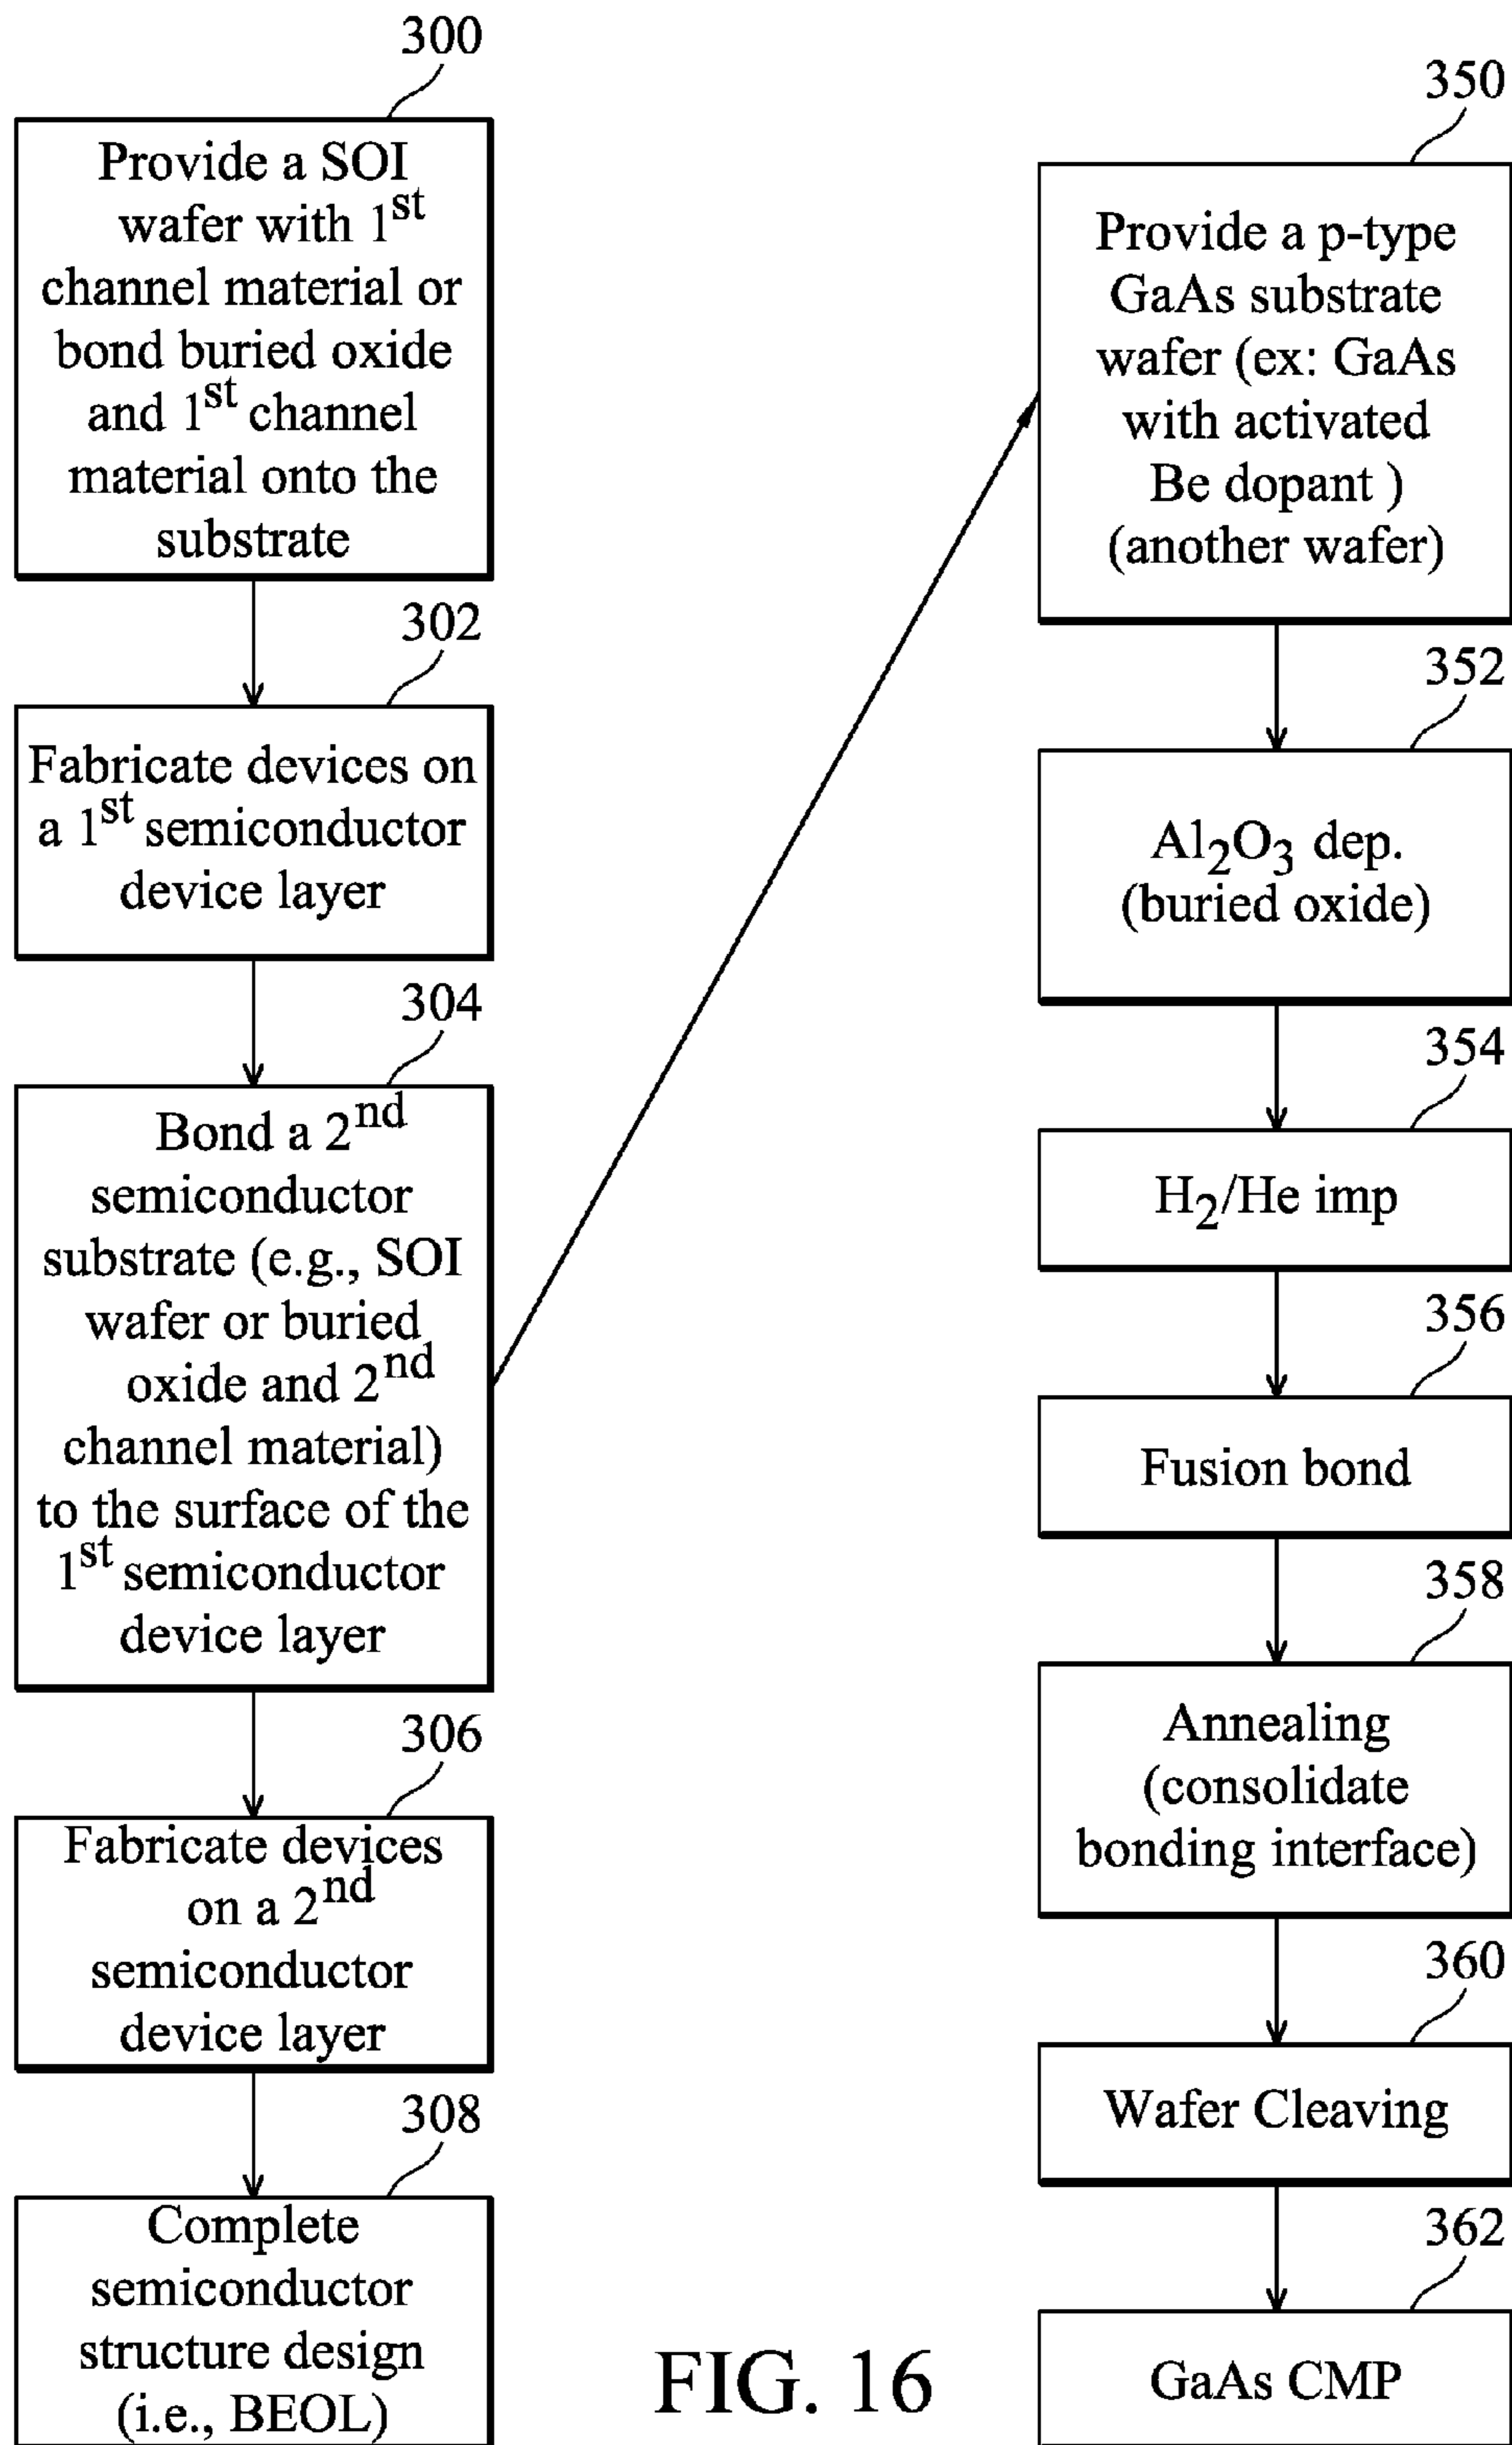 300
Provide a SOI
wafer with 1st
channel material or
bond buried oxide
and 1st channel
material onto the
substrate
302
Fabricate devices on
a 1st semiconductor
device layer
304
Bond a 2nd
semiconductor
substrate (e.g., SOI
wafer or buried
oxide and 2nd
channel material)
to the surface of the
1st semiconductor
device layer
306
Fabricate devices
on a 2nd
semiconductor
device layer
308
Complete
semiconductor
structure design
(i.e., BEOL)
350
Provide a p-type
GaAs substrate
wafer (ex: GaAs
with activated
Be dopant )
(another wafer)
352
Al2O3 dep.
(buried oxide)
354
H2/He imp
356
Fusion bond
358
Annealing
(consolidate
bonding interface)
360
Wafer Cleaving
362
GaAs CMP
FIG. 16